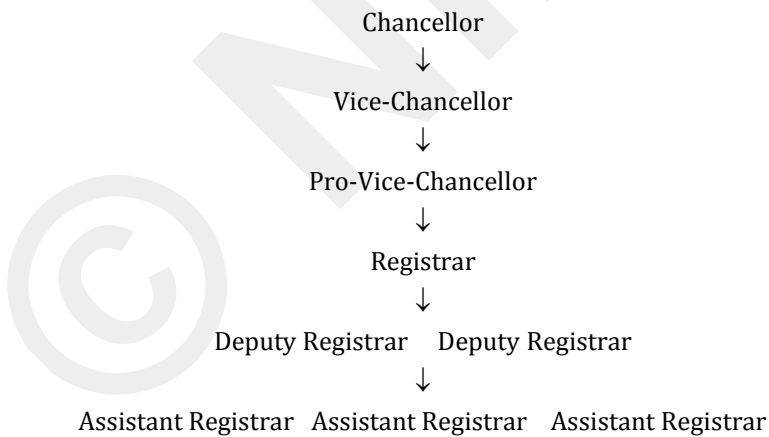 Chancellor
↓
Vice-Chancellor
↓
Pro-Vice-Chancellor
↓
Registrar
↓
Deputy Registrar Deputy Registrar
↓
Assistant Registrar Assistant Registrar Assistant Registrar